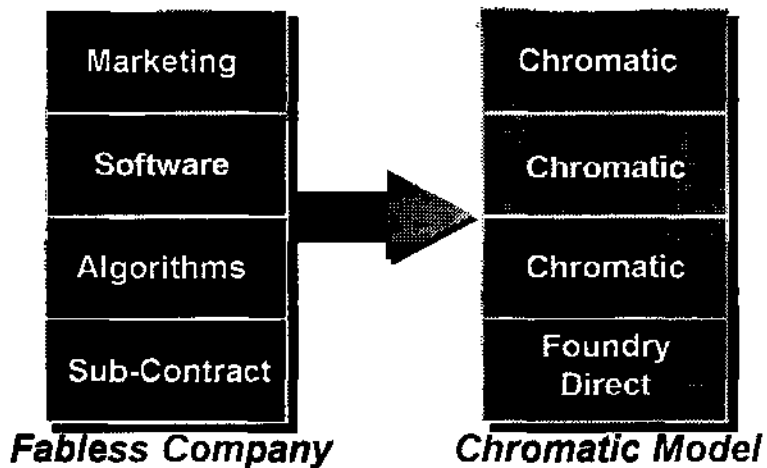 Marketing
Software
Algorithms
Sub-Contract
Fabless Company
Chromatic
Chromatic
Chromatic
Foundry
Direct
Chromatic Model